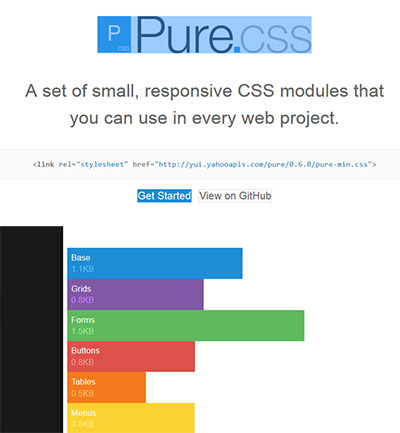 P
css
Pure.css
A set of small, responsive CSS modules that
you can use in every web project.
<link rel="stylesheet" href="http://yui.yahooapis.com/pure/0.6.0/pure-min.css">
Get Started View on GitHub
Base
1.1KB
Grids
0.8KB
Forms
1.5KB
Buttons
0.8KB
Tables
0.5KB
Menus
0.8KB